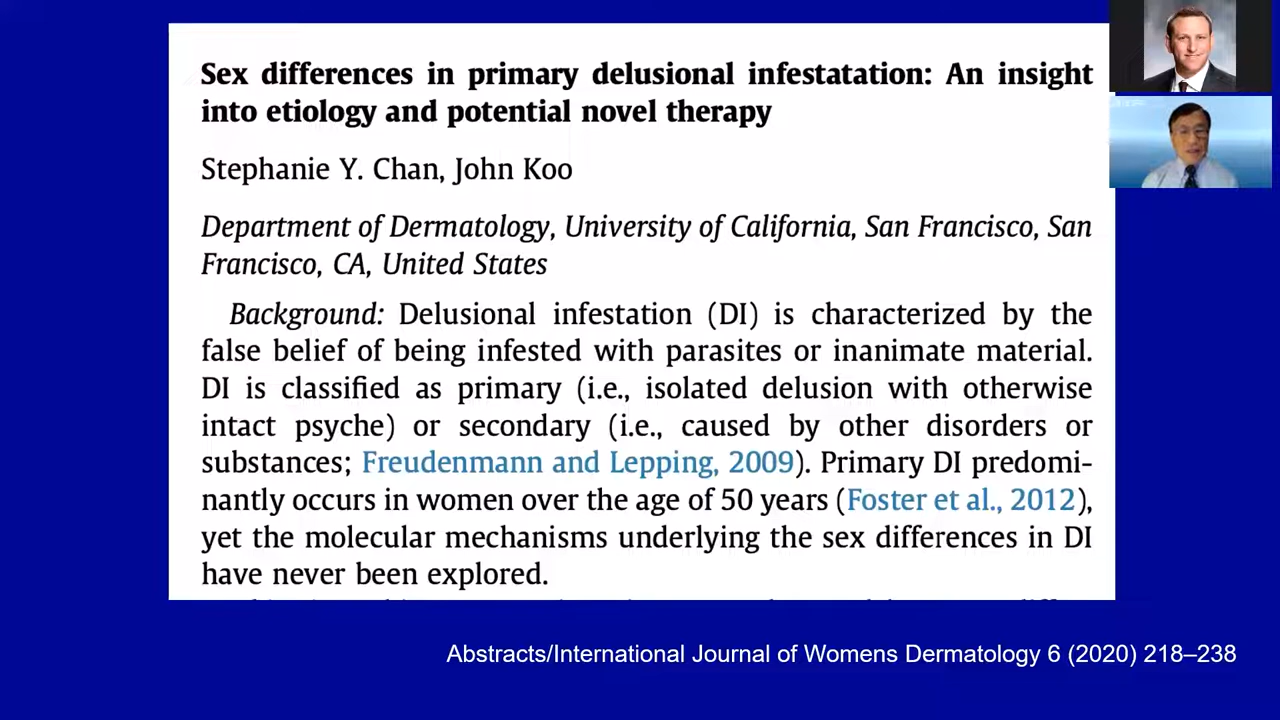 Sex differences in primary delusional infestatation: An insight
into etiology and potential novel therapy
Stephanie Y. Chan, John Koo
Department of Dermatology, University of California, San Francisco, San
Francisco, CA, United States
Background: Delusional infestation (DI) is characterized by the
false belief of being infested with parasites or inanimate material.
DI is classified as primary (i.e., isolated delusion with otherwise
intact psyche) or secondary (i.e., caused by other disorders or
substances; Freudenmann and Lepping, 2009). Primary DI predomi-
nantly occurs in women over the age of 50 years (Foster et al., 2012),
yet the molecular mechanisms underlying the sex differences in DI
have never been explored.
Abstracts/International Journal of Womens Dermatology 6 (2020) 218–238